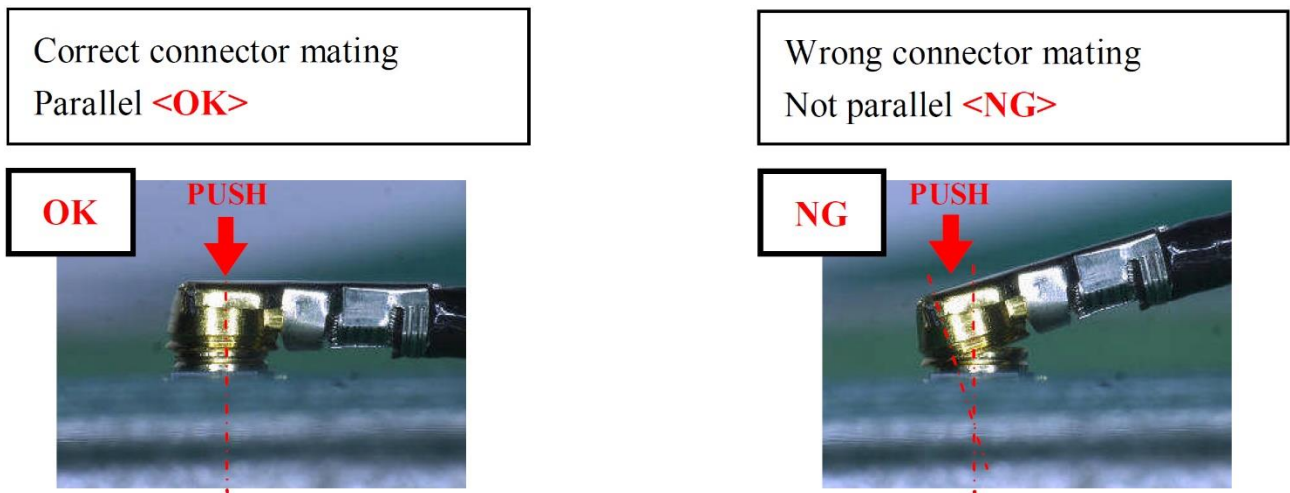 Correct connector mating
Parallel <OK>
Wrong connector mating
Not parallel <NG>
OK
PUSH
NG
PUSH